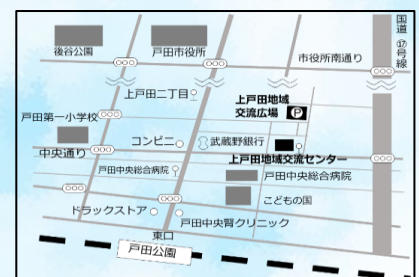 後谷公園
戸田市役所
市役所南通り
国道⑰号線
上戸田二丁目
上戸田地域
交流広場
P
戸田第一小学校
コンビニ
武蔵野銀行
中央通り
上戸田地域交流センター
戸田中央総合病院
戸田中央総合病院
こどもの国
ドラックストア
戸田中央腎クリニック
東口
戸田公園